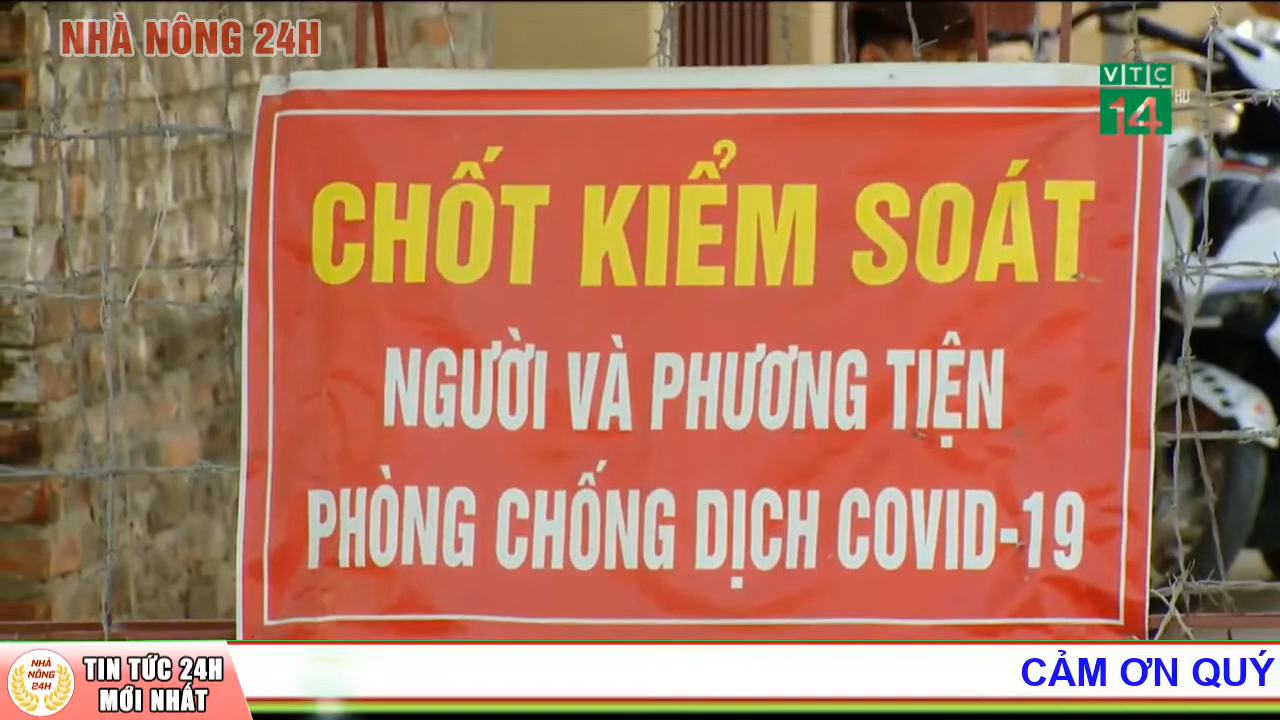 NHÀ NÔNG 24H
VTC
14
HD
CHỐT KIỂM SOÁT
NGƯỜI VÀ PHƯƠNG TIỆN
PHÒNG CHỐNG DỊCH COVID-19
NHÀ
NÔNG
24H
TIN TỨC 24H
MỚI NHẤT
CẢM ƠN QUÝ